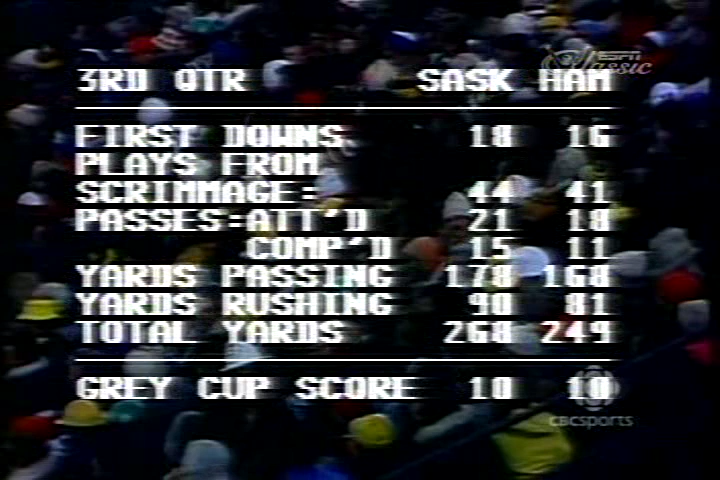 ESPN
Classic
3RD QTR SASK HAM
FIRST DOWNS 18 16
PLAYS FROM
SCRIMMAGE: 44 41
PASSES:ATT'D 21 18
COMP'D 15 11
YARDS PASSING 178 168
YARDS RUSHING 90 81
TOTAL YARDS 268 249
GREY CUP SCORE 10 10
cbcsports